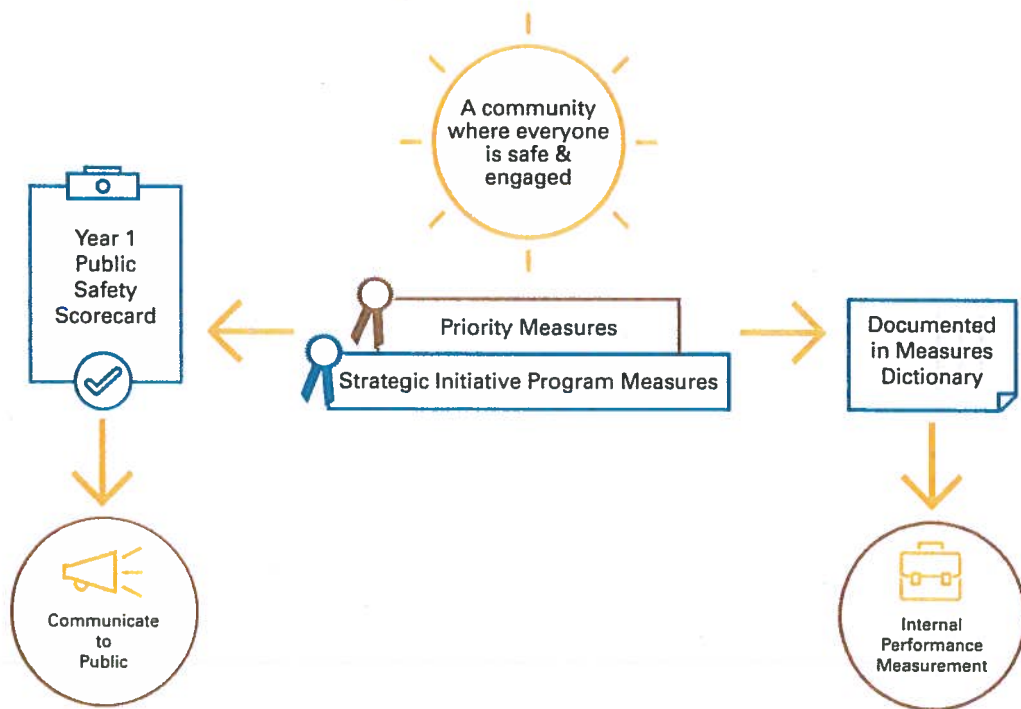 A community
where everyone
is safe &
engaged
Year 1
Public
Safety
Scorecard
Priority Measures
Strategic Initiative Program Measures
Documented
in Measures
Dictionary
Communicate
to
Public
Internal
Performance
Measurement